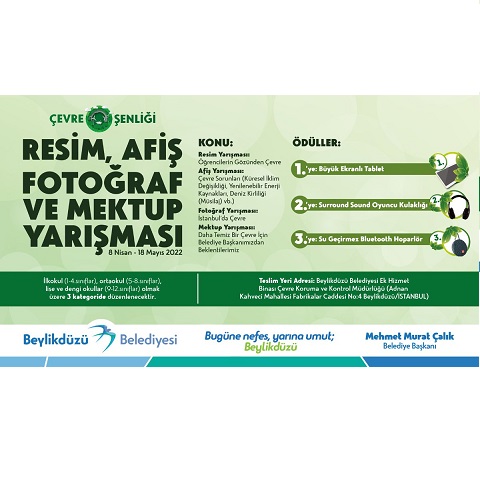 ÇEVRE ŞENLİĞİ
RESİM, AFİŞ
FOTOĞRAF
VE MEKTUP
YARIŞMASI
8 Nisan - 18 Mayıs 2022
KONU:
Resim Yarışması:
Öğrencilerin Gözünden Çevre
Afiş Yarışması:
Çevre Sorunları (Küresel İklim
Değişikliği, Yenilenebilir Enerji
Kaynakları, Deniz Kirliliği
(Müsilaj) vb.)
Fotoğraf Yarışması:
İstanbul'da Çevre
Mektup Yarışması:
Daha Temiz Bir Çevre İçin
Belediye Başkanımızdan
Beklentilerimiz
ÖDÜLLER:
1.'ye: Büyük Ekranlı Tablet
2.'ye: Surround Sound Oyuncu Kulaklığı
3.'ye: Su Geçirmez Bluetooth Hoparlör
İlkokul (1-4.sınıflar), ortaokul (5-8.sınıflar),
lise ve dengi okullar (9-12.sınıflar) olmak
üzere 3 kategoride düzenlenecektir.
Teslim Yeri Adresi: Beylikdüzü Belediyesi Ek Hizmet
Binası Çevre Koruma ve Kontrol Müdürlüğü (Adnan
Kahveci Mahallesi Fabrikalar Caddesi No:4 Beylikdüzü/İSTANBUL)
Beylikdüzü Belediyesi
Bugüne nefes, yarına umut;
Beylikdüzü
Mehmet Murat Çalık
Belediye Başkanı